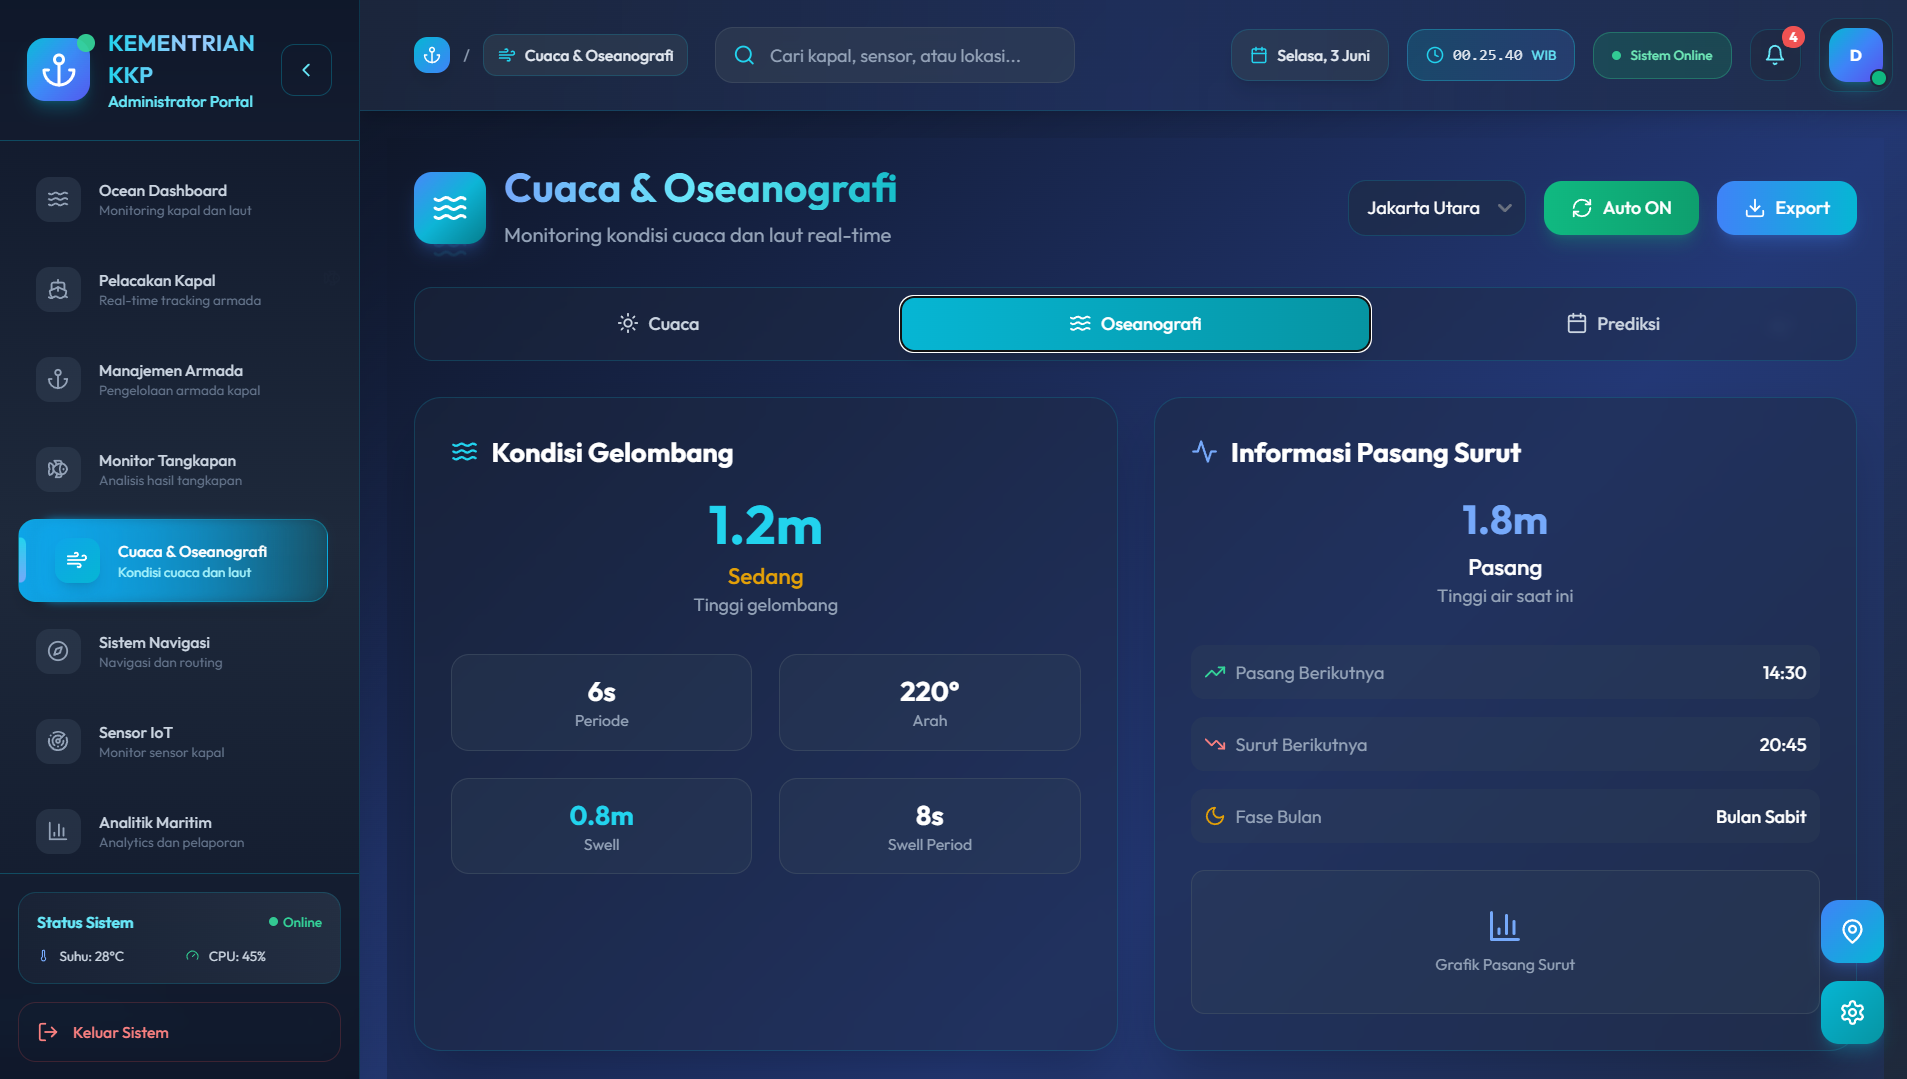 KEMENTRIAN
KKP
Administrator Portal
/
Cuaca & Oseanografi
Cari kapal, sensor, atau lokasi...
Selasa, 3 Juni
00.25.40 WIB
Sistem Online
4
D
Ocean Dashboard
Monitoring kapal dan laut
Pelacakan Kapal
Real-time tracking armada
Manajemen Armada
Pengelolaan armada kapal
Monitor Tangkapan
Analisis hasil tangkapan
Cuaca & Oseanografi
Kondisi cuaca dan laut
Sistem Navigasi
Navigasi dan routing
Sensor IoT
Monitor sensor kapal
Analitik Maritim
Analytics dan pelaporan
Status Sistem
Online
Suhu: 28°C
CPU: 45%
Keluar Sistem
Cuaca & Oseanografi
Monitoring kondisi cuaca dan laut real-time
Jakarta Utara
Auto ON
Export
Cuaca
Oseanografi
Prediksi
Kondisi Gelombang
1.2m
Sedang
Tinggi gelombang
6s
Periode
220°
Arah
0.8m
Swell
8s
Swell Period
Informasi Pasang Surut
1.8m
Pasang
Tinggi air saat ini
Pasang Berikutnya
14:30
Surut Berikutnya
20:45
Fase Bulan
Bulan Sabit
Grafik Pasang Surut